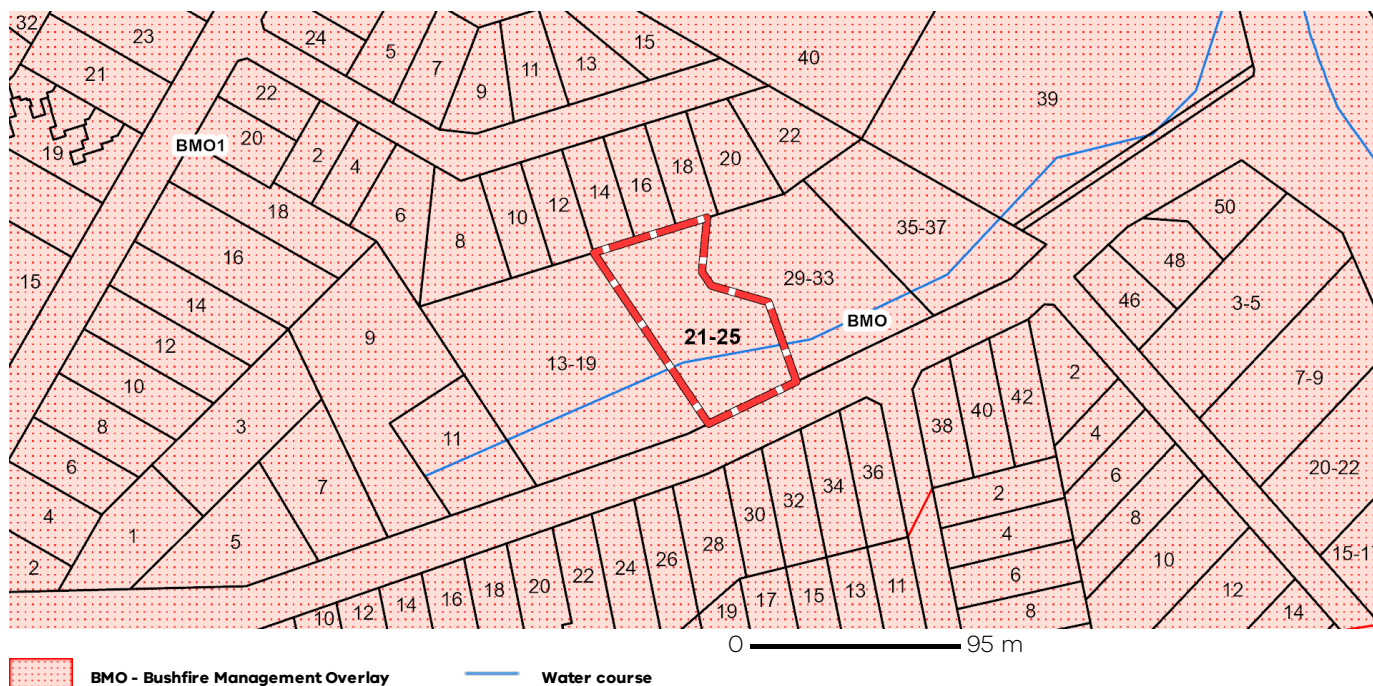 32 23 24 5 7 9 11 13 15 40
21 22 39
20 BMO1 2 4 19
18 6 8 10 12 14 16 18 20 22
15 16 14 12 10 8 6 4 2
9 13-19 21-25 29-33 35-37 BMO
50 48 46 3-5 7-9 20-22
11 3 7 1 5
38 40 42 2 4 6 8 10 12 14
30 32 34 36 2 4 6 8
10 12 14 16 18 20 22 24 26 28 19 17 15 13 11
0 95 m
BMO - Bushfire Management Overlay Water course